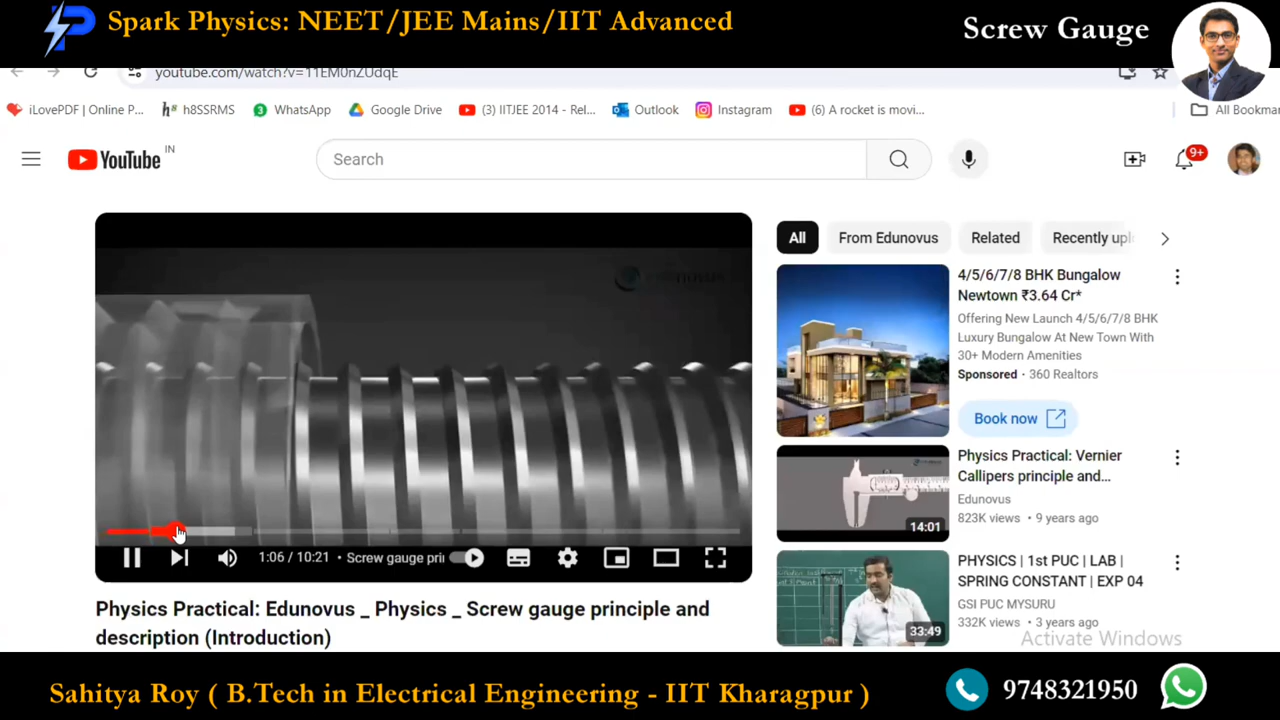 Spark Physics: NEET/JEE Mains/IIT Advanced
Screw Gauge
youtube.com/watch?v=11EM0nZUdqE
iLovePDF | Online P...
h8SSRMS
WhatsApp
Google Drive
(3) IITJEE 2014 - Rel...
Outlook
Instagram
(6) A rocket is movi...
All Bookma
YouTube IN
Search
9+
All
From Edunovus
Related
Recently upl
4/5/6/7/8 BHK Bungalow
Newtown ₹3.64 Cr*
Offering New Launch 4/5/6/7/8 BHK
Luxury Bungalow At New Town With
30+ Modern Amenities
Sponsored · 360 Realtors
Book now
Physics Practical: Vernier
Callipers principle and...
Edunovus
823K views · 9 years ago
14:01
PHYSICS | 1st PUC | LAB |
SPRING CONSTANT | EXP 04
GSI PUC MYSURU
332K views · 3 years ago
33:49
1:06 / 10:21 · Screw gauge pri
Physics Practical: Edunovus _ Physics _ Screw gauge principle and
description (Introduction)
Activate Windows
Sahitya Roy ( B.Tech in Electrical Engineering - IIT Kharagpur )
9748321950